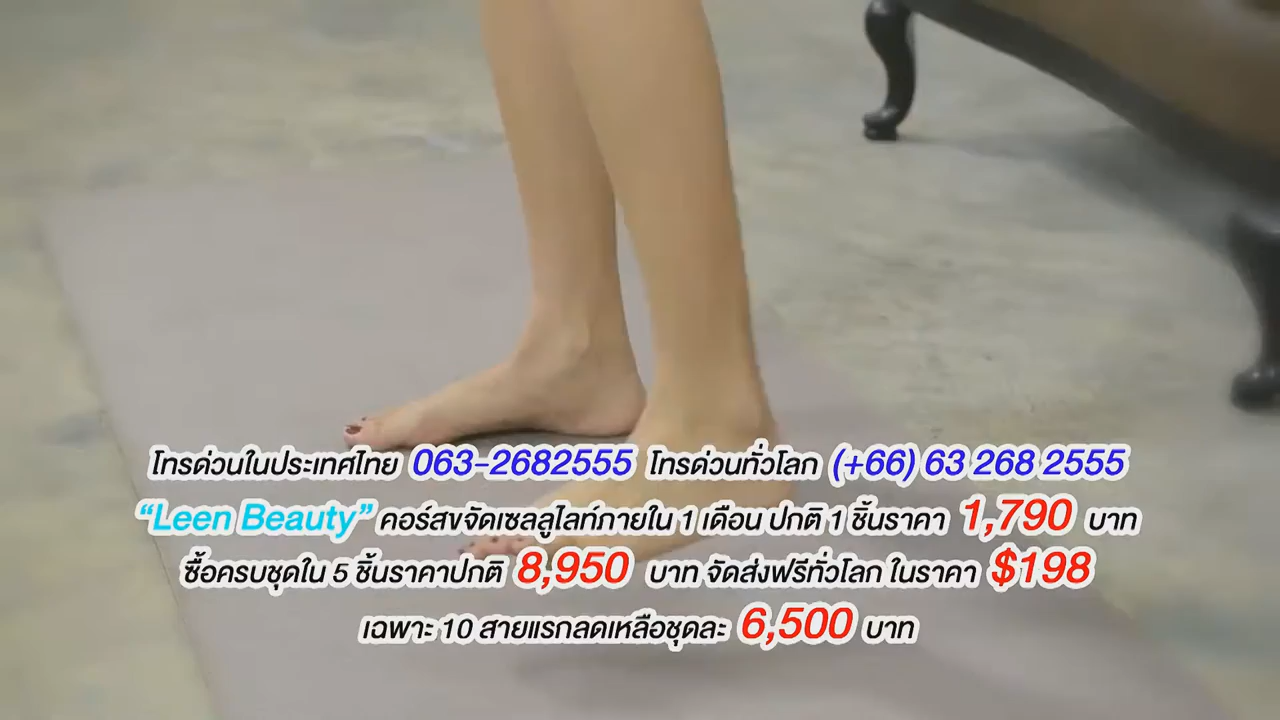 โทรด่วนในประเทศไทย 063-2682555 โทรด่วนทั่วโลก (+66) 63 268 2555
“Leen Beauty” คอร์สขจัดเซลลูไลท์ภายใน 1 เดือน ปกติ 1 ชิ้นราคา 1,790 บาท
ซื้อครบชุดใน 5 ชิ้นราคาปกติ 8,950 บาท จัดส่งฟรีทั่วโลก ในราคา $198
เฉพาะ 10 สายแรกลดเหลือชุดละ 6,500 บาท